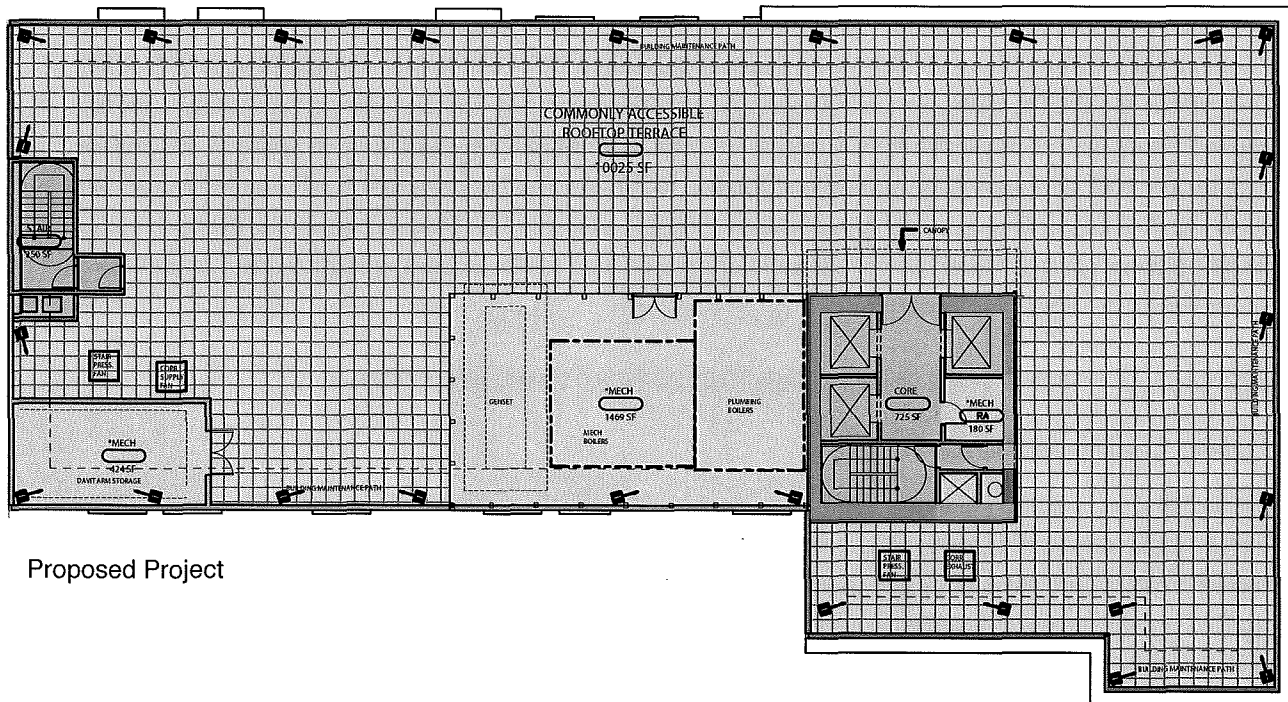 BUILDING MAINTENANCE PATH
COMMONLY ACCESSIBLE
ROOFTOP TERRACE
10025 SF
STAIR
250 SF
CANOPY
STAIR
PRESS.
FAN
CORR
SUPPLY
FAN
GENSET
*MECH
1469 SF
MECH
BOILERS
PLUMBING
BOILERS
CORE
725 SF
*MECH
RA
180 SF
BUILDING MAINTENANCE PATH
*MECH
424 SF
DAVIT ARM STORAGE
BUILDING MAINTENANCE PATH
STAIR
PRESS.
FAN
CORR
EXHAUST
Proposed Project
BUILDING MAINTENANCE PATH